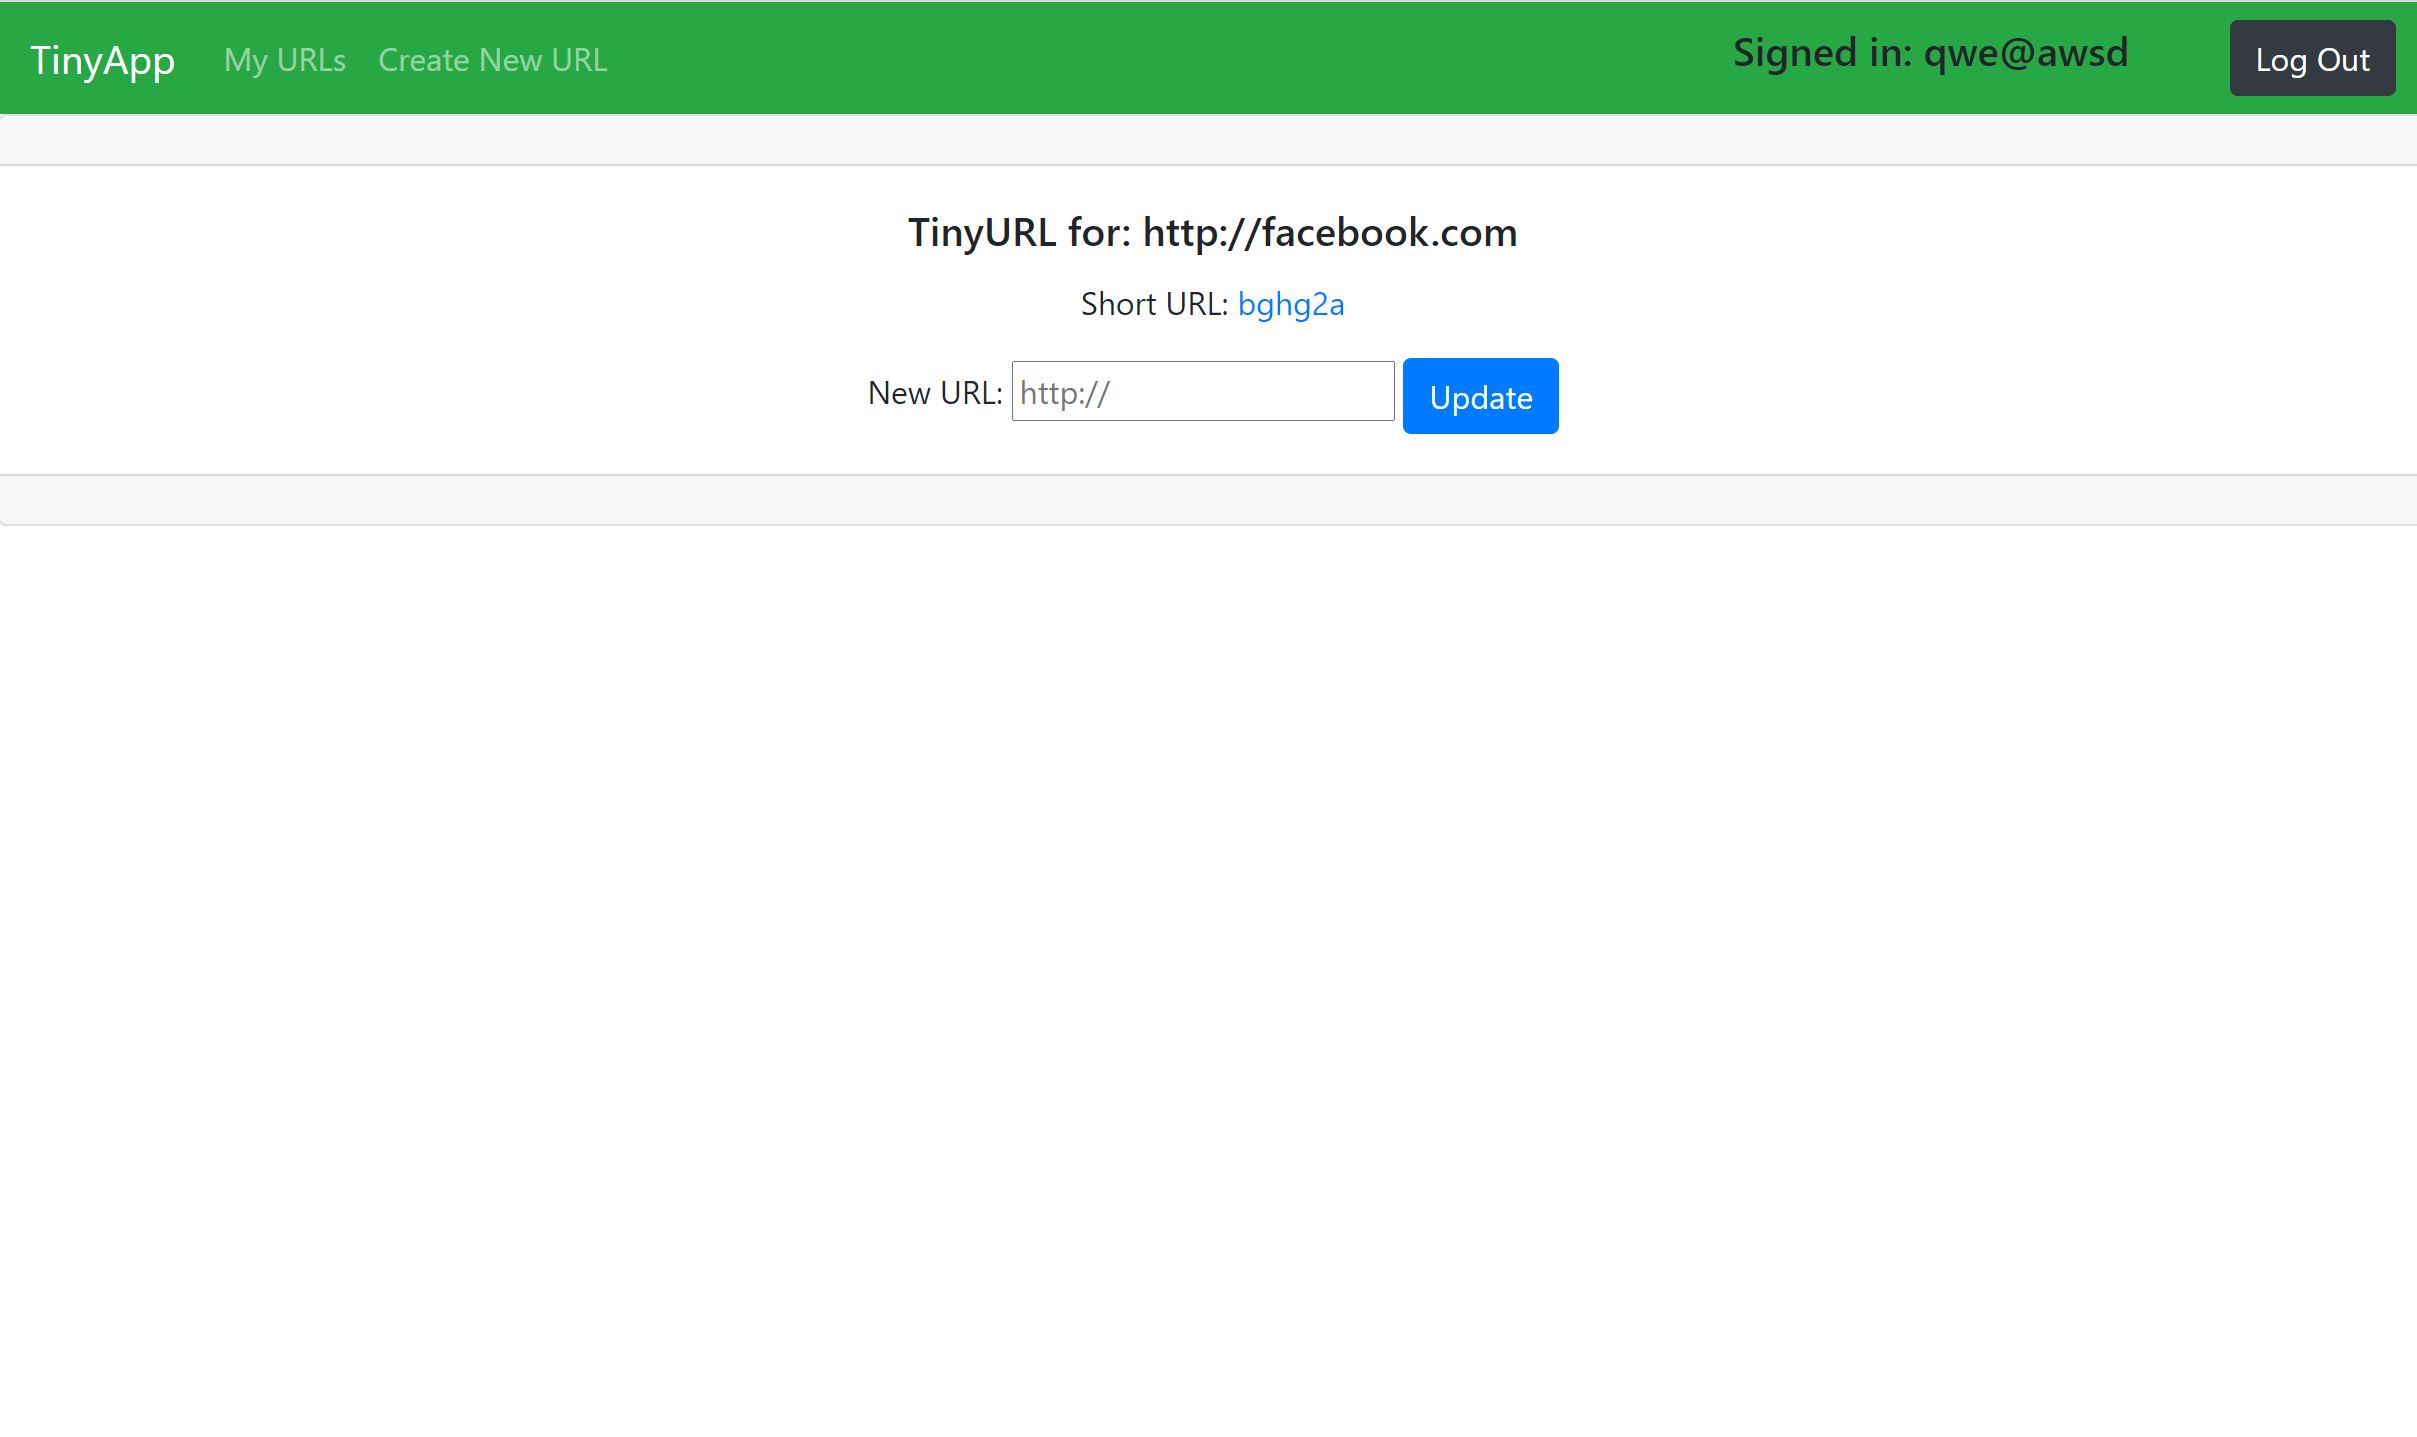 TinyApp My URLs Create New URL Signed in: qwe@awsd Log Out
TinyURL for: http://facebook.com
Short URL: bghg2a
New URL: http:// Update